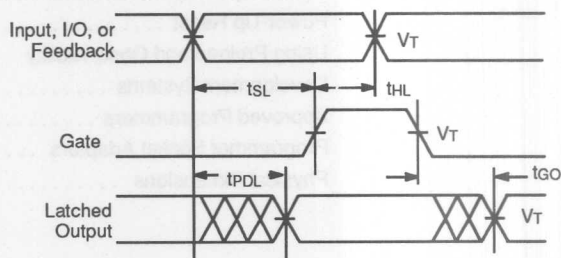 Input, I/O, or
Feedback
VT
tSL
tHL
Gate
VT
tPDL
tGO
Latched
Output
VT